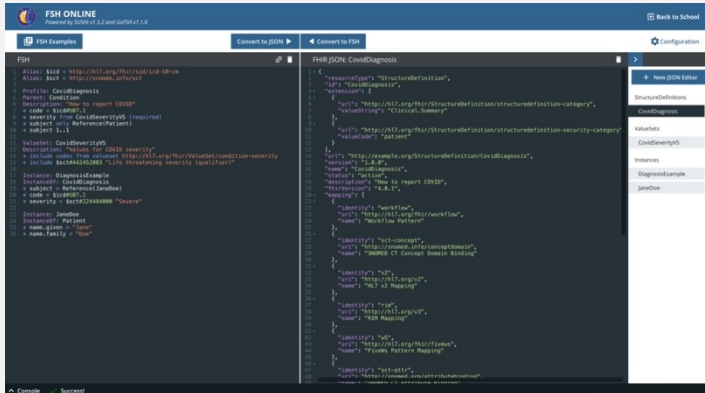 FSH ONLINE
Powered by SUSHI v1.3.2 and GoFSH v1.1.0
Back to School
FSH Examples
Convert to JSON
Convert to FSH
Configuration
FSH
Alias: $icd = http://hl7.org/fhir/sid/icd-10-cm
Alias: $sct = http://snomde.info/sct
Profile: CovidDiagnosis
Parent: Condition
Description: "How to report COVID"
* code = $icd#U07.1
* severity from CovidSeverityVS (required)
* subject only Reference(Patient)
* subject 1..1
ValueSet: CovidSeverityVS
Description: "Values for COVID severity"
* include codes from valueset http://hl7.org/fhir/ValueSet/condition-severity
* include $sct#442452003 "Life threatening severity (qualifier)"
Instance: DiagnosisExample
InstanceOf: CovidDiagnosis
* subject = Reference(JaneDoe)
* code = $icd#U07.1
* severity = $sct#224484000 "Severe"
Instance: JaneDoe
InstanceOf: Patient
* name.given = "Jane"
* name.family = "Doe"
FHIR JSON: CovidDiagnosis
{
"resourceType": "StructureDefinition",
"id": "CovidDiagnosis",
"extension": [
{
"url": "http://hl7.org/fhir/StructureDefinition/structuredefinition-category",
"valueString": "Clinical.Summary"
},
{
"url": "http://hl7.org/fhir/StructureDefinition/structuredefinition-security-category"
"valueCode": "patient"
}
],
"url": "http://example.org/StructureDefinition/CovidDiagnosis",
"version": "1.0.0",
"name": "CovidDiagnosis",
"status": "active",
"description": "How to report COVID",
"fhirVersion": "4.0.1",
"mapping": [
{
"identity": "workflow",
"uri": "http://hl7.org/fhir/workflow",
"name": "Workflow Pattern"
},
{
"identity": "sct-concept",
"uri": "http://snomed.info/conceptdomain",
"name": "SNOMED CT Concept Domain Binding"
},
{
"identity": "v2",
"uri": "http://hl7.org/v2",
"name": "HL7 v2 Mapping"
},
{
"identity": "rim",
"uri": "http://hl7.org/v3",
"name": "RIM Mapping"
},
{
"identity": "w5",
"uri": "http://hl7.org/fhir/fivews",
"name": "FiveWs Pattern Mapping"
},
{
"identity": "sct-attr",
"uri": "http://snomed.org/attributebinding",
"name": "SNOMED CT Attribute Binding"
+ New JSON Editor
StructureDefinitions
CovidDiagnosis
ValueSets
CovidSeverityVS
Instances
DiagnosisExample
JaneDoe
Console
Success!